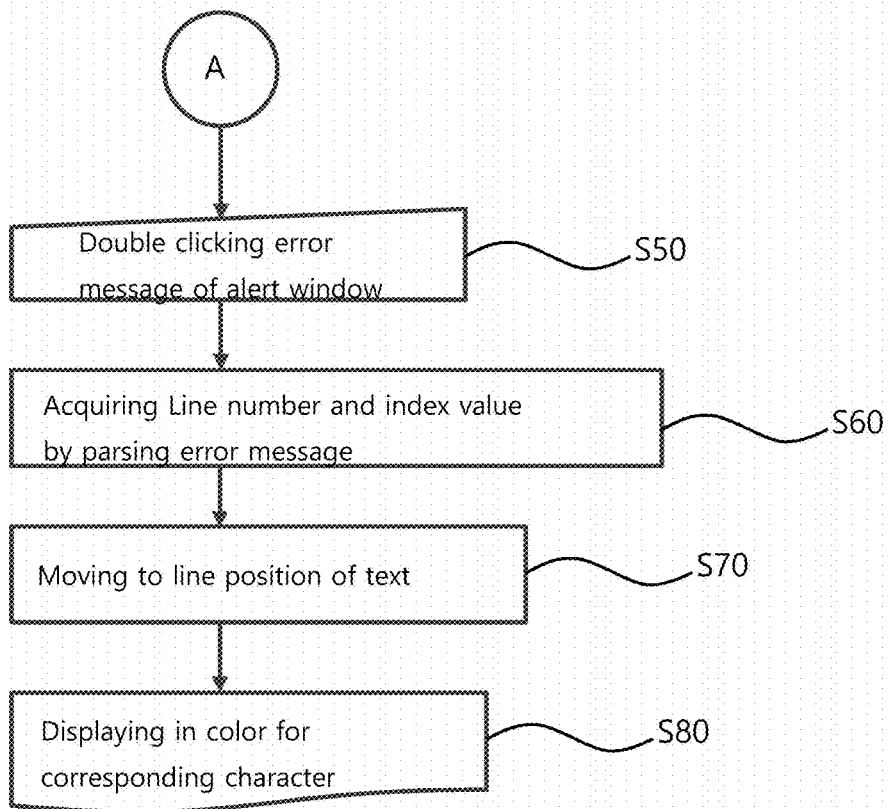 A
Double clicking error
message of alert window
S50
Acquiring Line number and index value
by parsing error message
S60
Moving to line position of text
S70
Displaying in color for
corresponding character
S80